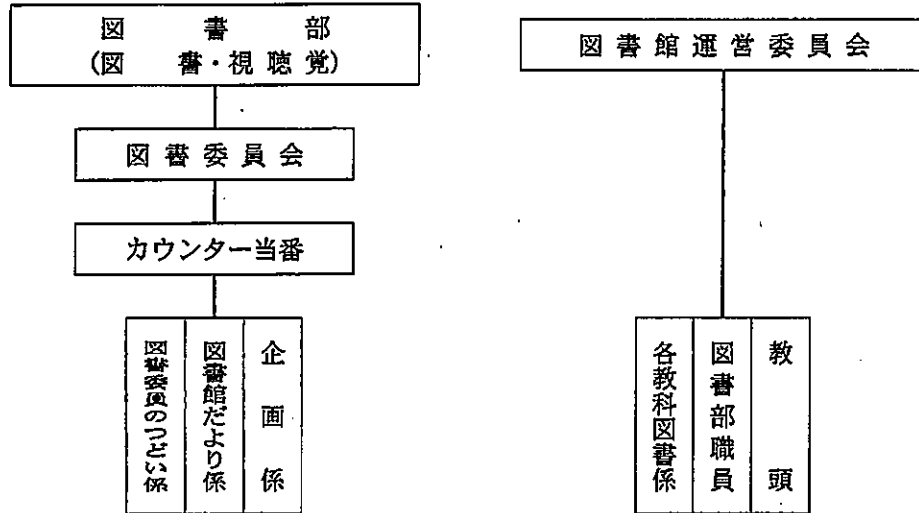 図書部
(図書・視聴覚)
図書委員会
カウンター当番
企画係
図書館だより係
図書委員のつどい係
図書館運営委員会
教頭
図書部職員
各教科図書係